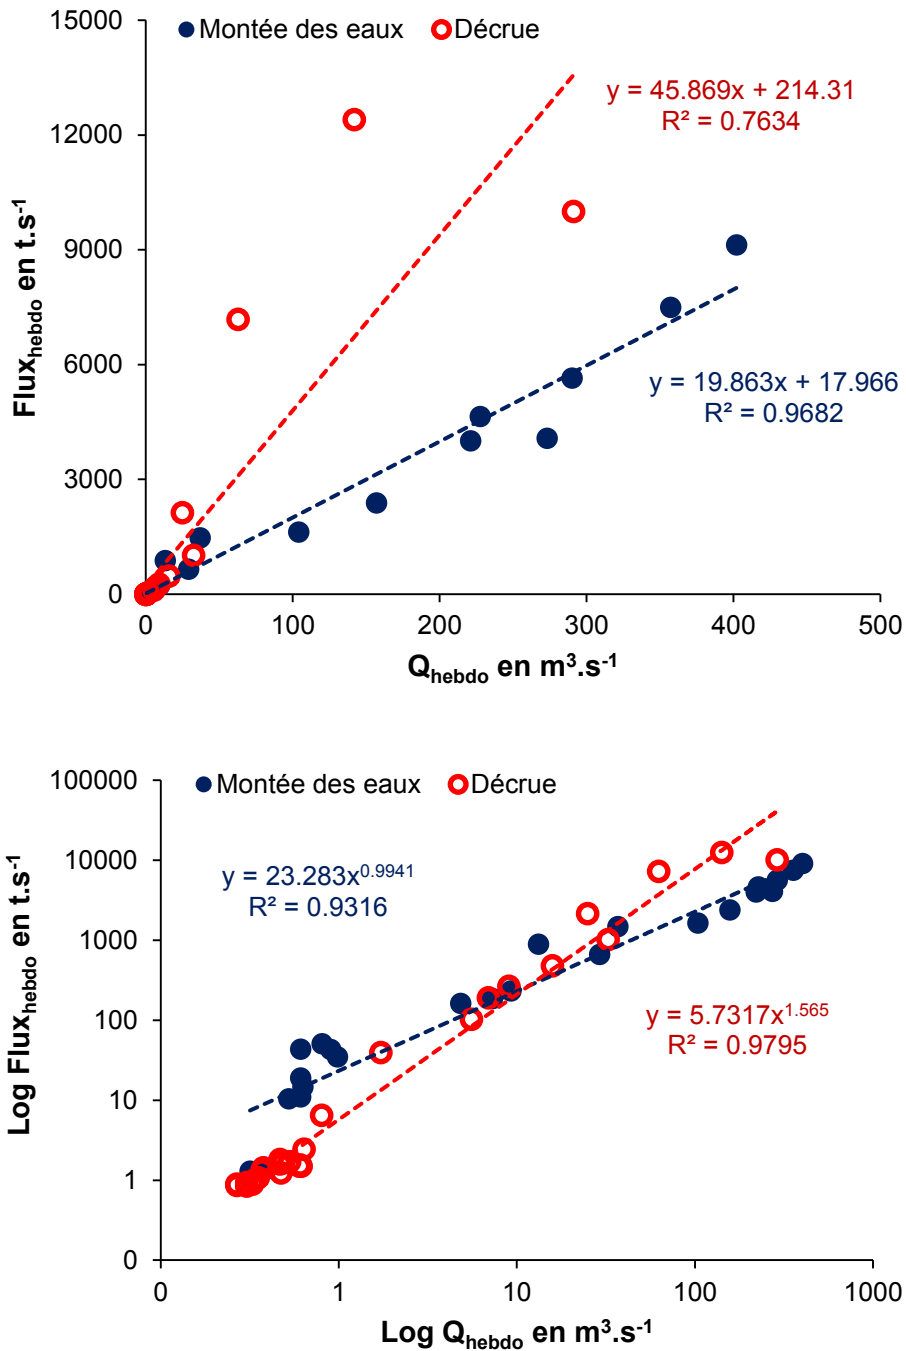 15000
Montée des eaux
Décrue
y = 45.869x + 214.31
R² = 0.7634
12000
9000
6000
y = 19.863x + 17.966
R² = 0.9682
3000
0
0 100 200 300 400 500
Flux_hebdo en t.s⁻¹
Q_hebdo en m³.s⁻¹
100000
Montée des eaux
Décrue
10000
y = 23.283x^0.9941
R² = 0.9316
1000
100
y = 5.7317x^1.565
R² = 0.9795
10
1
0
0 1 10 100 1000
Log Flux_hebdo en t.s⁻¹
Log Q_hebdo en m³.s⁻¹